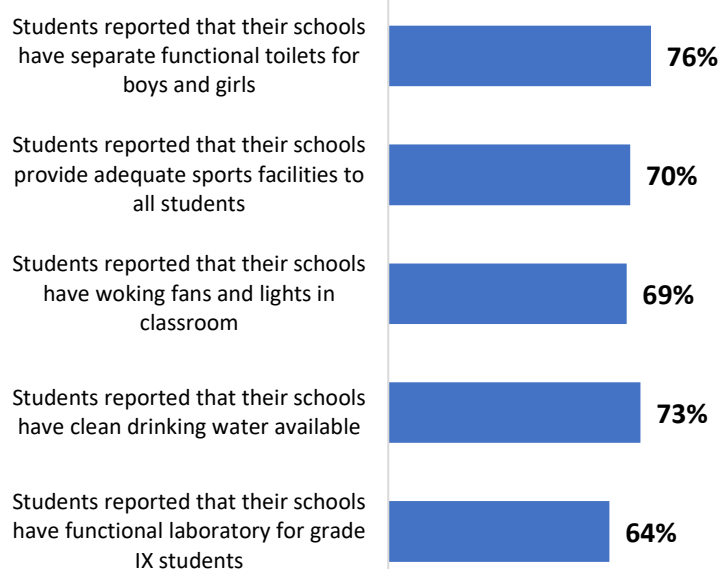 Students reported that their schools
have separate functional toilets for
boys and girls
76%
Students reported that their schools
provide adequate sports facilities to
all students
70%
Students reported that their schools
have woking fans and lights in
classroom
69%
Students reported that their schools
have clean drinking water available
73%
Students reported that their schools
have functional laboratory for grade
IX students
64%